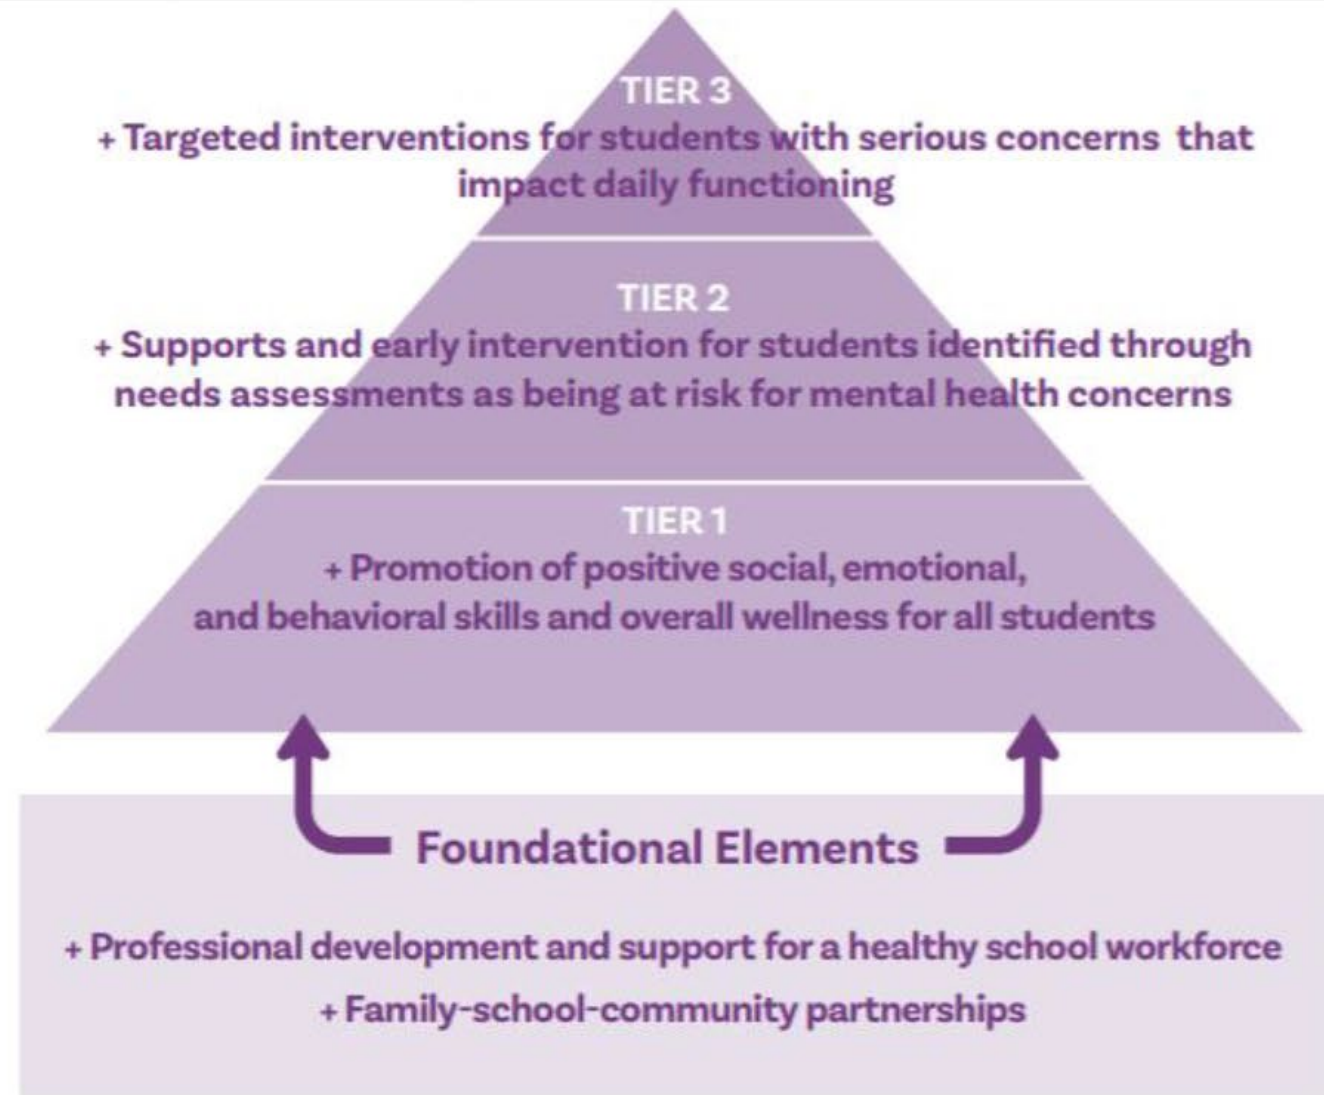 TIER 3
+ Targeted interventions for students with serious concerns that
impact daily functioning
TIER 2
+ Supports and early intervention for students identified through
needs assessments as being at risk for mental health concerns
TIER 1
+ Promotion of positive social, emotional,
and behavioral skills and overall wellness for all students
Foundational Elements
+ Professional development and support for a healthy school workforce
+ Family-school-community partnerships